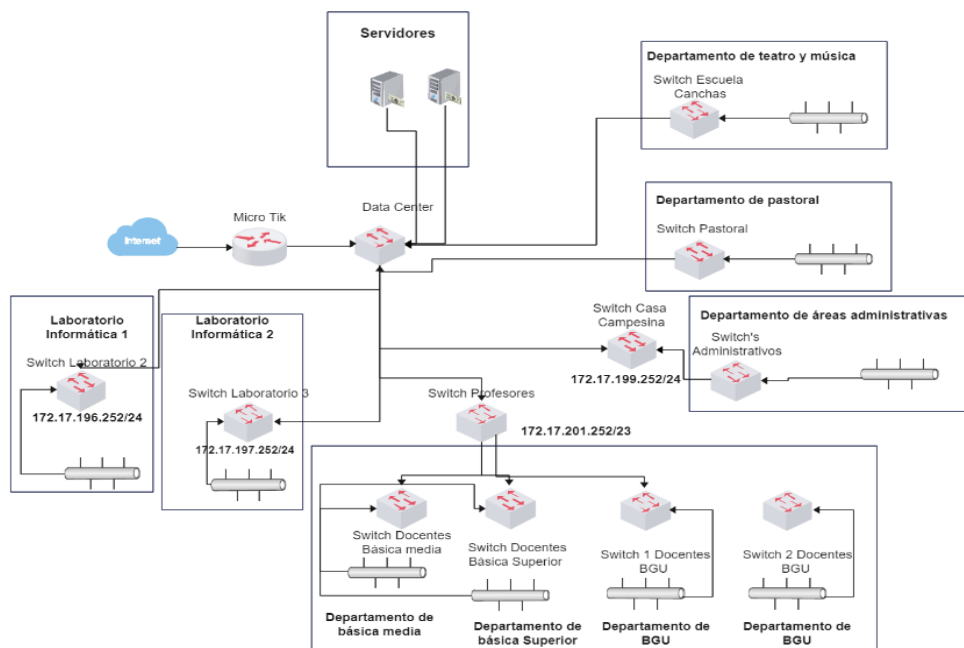 Servidores
Departamento de teatro y música
Switch Escuela
Canchas
Departamento de pastoral
Switch Pastoral
Data Center
Micro Tik
Internet
Laboratorio
Informática 1
Switch Laboratorio 2
172.17.196.252/24
Laboratorio
Informática 2
Switch Laboratorio 3
172.17.197.252/24
Switch Casa
Campesina
172.17.199.252/24
Departamento de áreas administrativas
Switch's
Administrativos
Switch Profesores
172.17.201.252/23
Switch Docentes
Básica media
Departamento de
básica media
Switch Docentes
Básica Superior
Departamento de
básica Superior
Switch 1 Docentes
BGU
Departamento de
BGU
Switch 2 Docentes
BGU
Departamento de
BGU